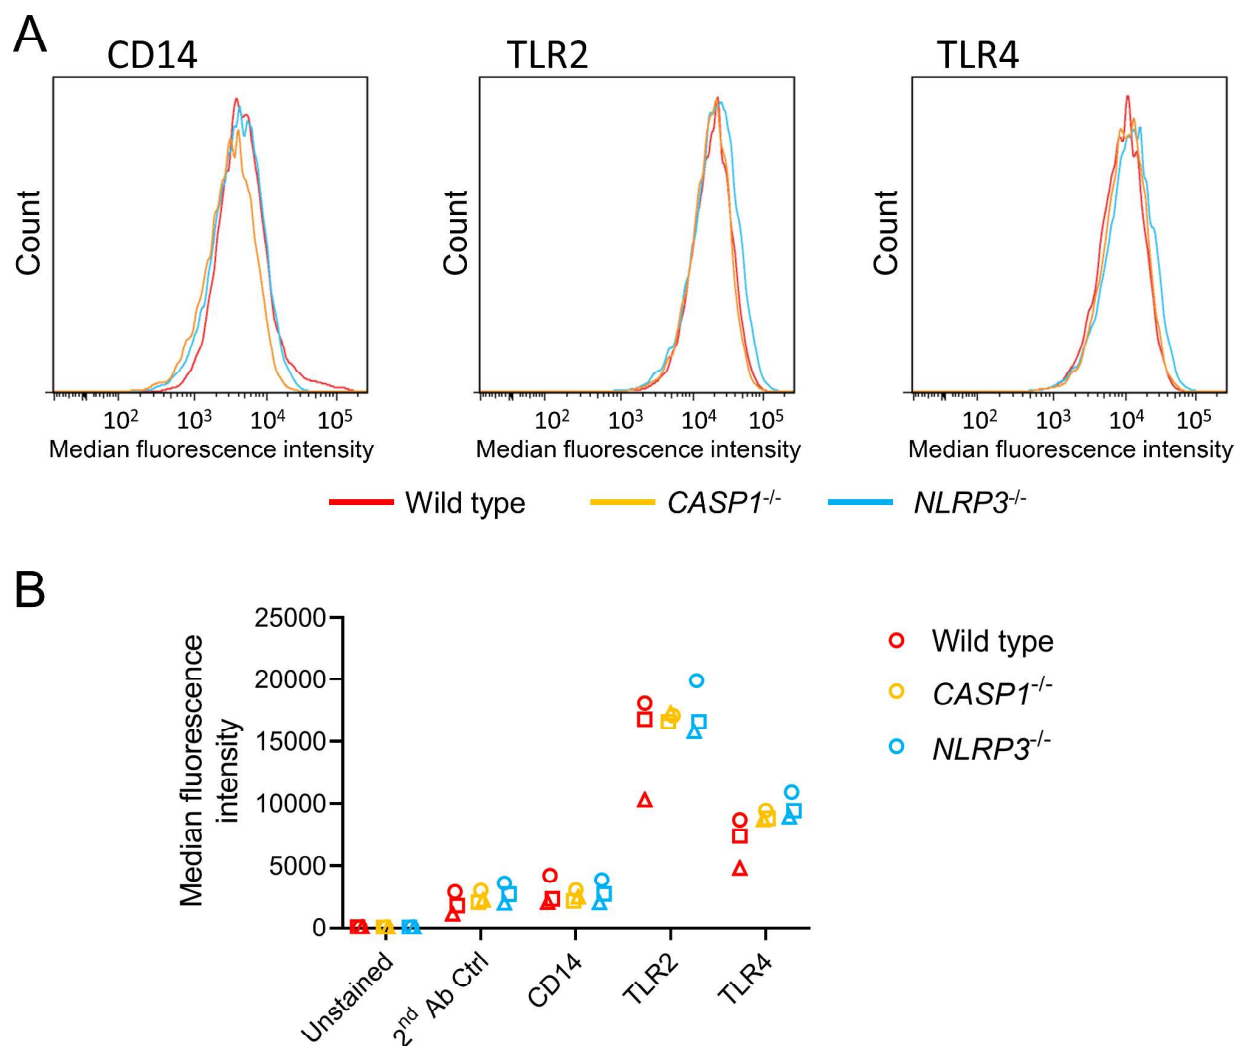 A
CD14
TLR2
TLR4
Count
Count
Count
10² 10³ 10⁴ 10⁵
10² 10³ 10⁴ 10⁵
10² 10³ 10⁴ 10⁵
Median fluorescence intensity
Median fluorescence intensity
Median fluorescence intensity
Wild type
CASP1⁻/⁻
NLRP3⁻/⁻
B
Median fluorescence
intensity
25000
20000
15000
10000
5000
0
Unstained
2ⁿᵈ Ab Ctrl
CD14
TLR2
TLR4
Wild type
CASP1⁻/⁻
NLRP3⁻/⁻